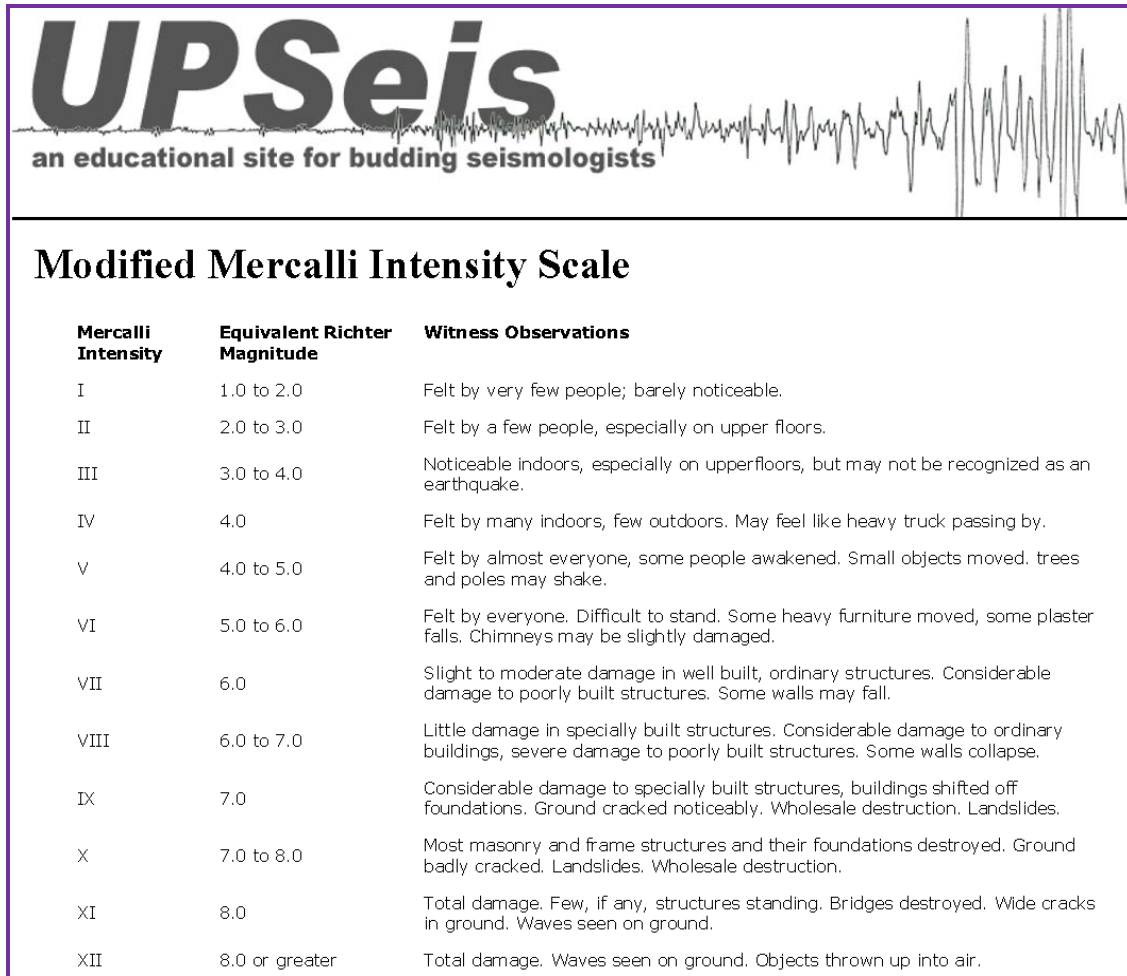 UPSeis
an educational site for budding seismologists
Modified Mercalli Intensity Scale
Mercalli Intensity Equivalent Richter Magnitude Witness Observations
I 1.0 to 2.0 Felt by very few people; barely noticeable.
II 2.0 to 3.0 Felt by a few people, especially on upper floors.
III 3.0 to 4.0 Noticeable indoors, especially on upperfloors, but may not be recognized as an
earthquake.
IV 4.0 Felt by many indoors, few outdoors. May feel like heavy truck passing by.
V 4.0 to 5.0 Felt by almost everyone, some people awakened. Small objects moved. trees
and poles may shake.
VI 5.0 to 6.0 Felt by everyone. Difficult to stand. Some heavy furniture moved, some plaster
falls. Chimneys may be slightly damaged.
VII 6.0 Slight to moderate damage in well built, ordinary structures. Considerable
damage to poorly built structures. Some walls may fall.
VIII 6.0 to 7.0 Little damage in specially built structures. Considerable damage to ordinary
buildings, severe damage to poorly built structures. Some walls collapse.
IX 7.0 Considerable damage to specially built structures, buildings shifted off
foundations. Ground cracked noticeably. Wholesale destruction. Landslides.
X 7.0 to 8.0 Most masonry and frame structures and their foundations destroyed. Ground
badly cracked. Landslides. Wholesale destruction.
XI 8.0 Total damage. Few, if any, structures standing. Bridges destroyed. Wide cracks
in ground. Waves seen on ground.
XII 8.0 or greater Total damage. Waves seen on ground. Objects thrown up into air.